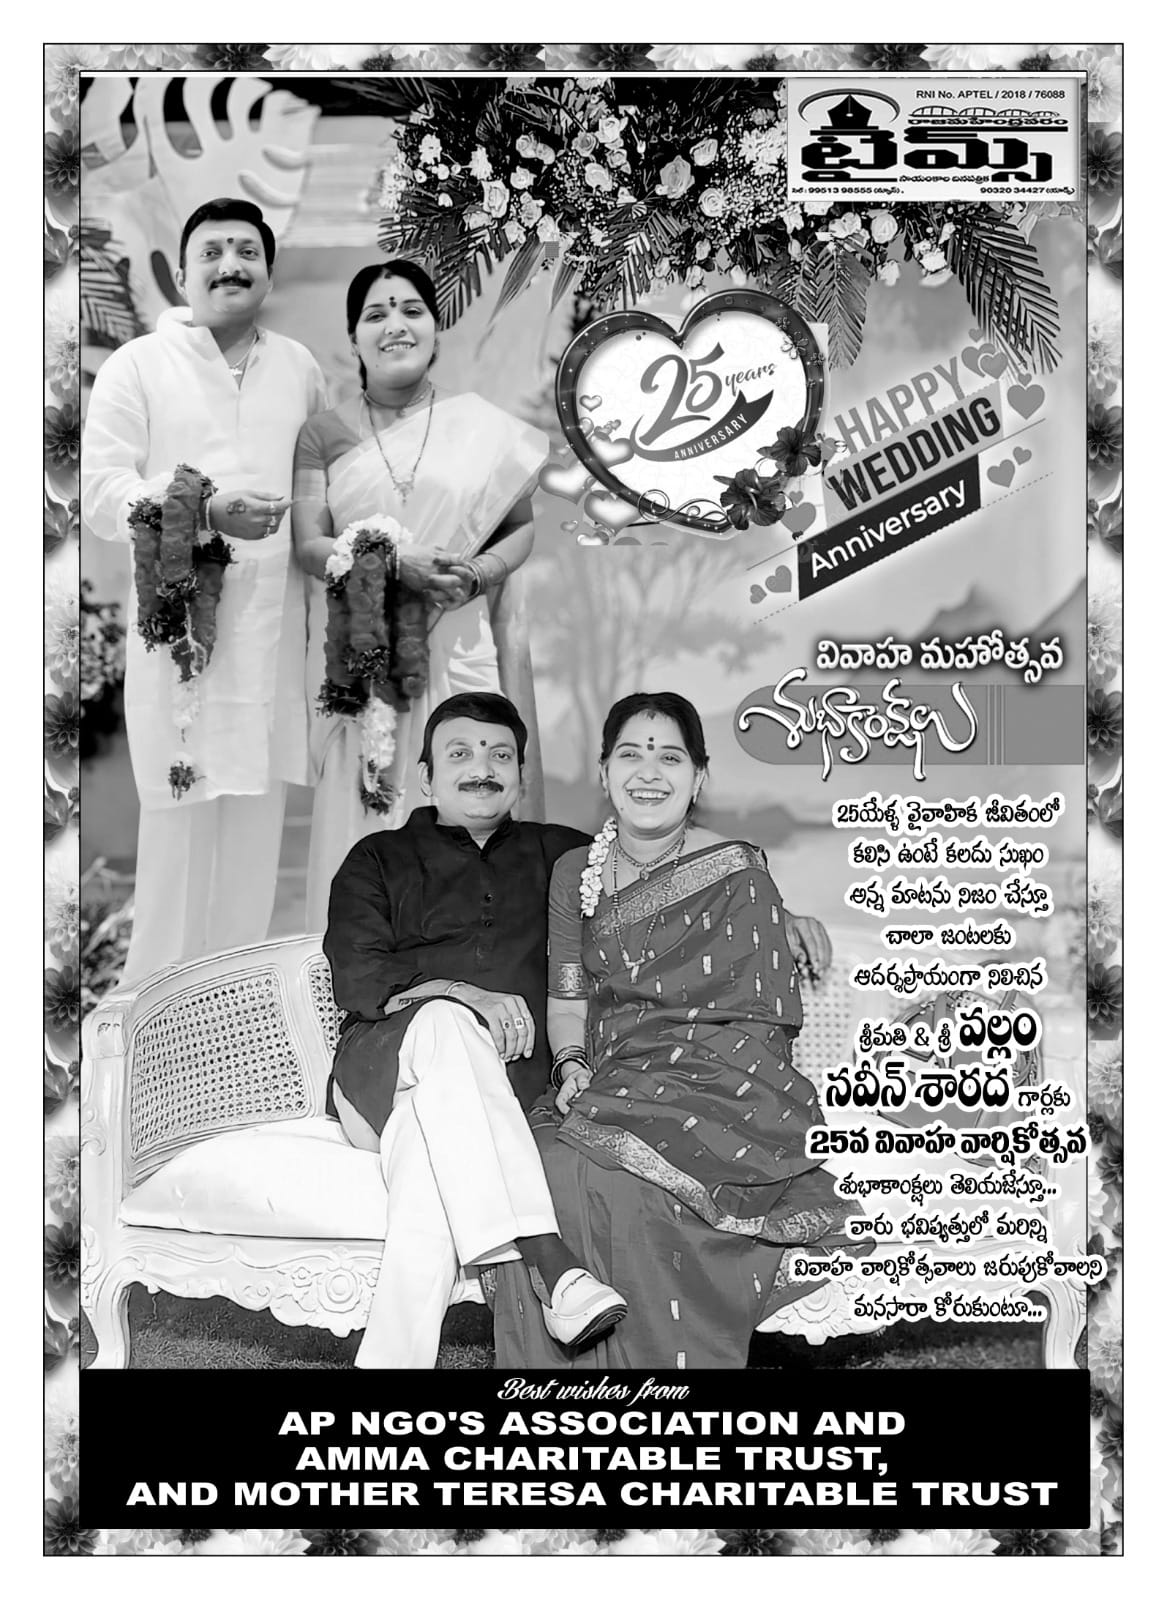 RNI No. APTEL / 2018 / 76088
రాజమహేంద్రవరం
టైమ్స్
సాయంకాల దినపత్రిక
సెల్ : 99513 98555 (న్యూస్), 90320 34427 (యాడ్స్)
25 years
ANNIVERSARY
HAPPY
WEDDING
Anniversary
వివాహ మహోత్సవ
శుభాకాంక్షలు
25యేళ్ళ వైవాహిక జీవితంలో
కలిసి ఉంటే కలదు సుఖం
అన్న మాటను నిజం చేస్తూ
చాలా జంటలకు
ఆదర్శప్రాయంగా నిలిచిన
శ్రీమతి & శ్రీ వల్లం
నవీన్ శారద గార్లకు
25వ వివాహ వార్షికోత్సవ
శుభాకాంక్షలు తెలియజేస్తూ...
వారు భవిష్యత్తులో మరిన్ని
వివాహ వార్షికోత్సవాలు జరుపుకోవాలని
మనసారా కోరుకుంటూ...
Best wishes from
AP NGO'S ASSOCIATION AND
AMMA CHARITABLE TRUST,
AND MOTHER TERESA CHARITABLE TRUST